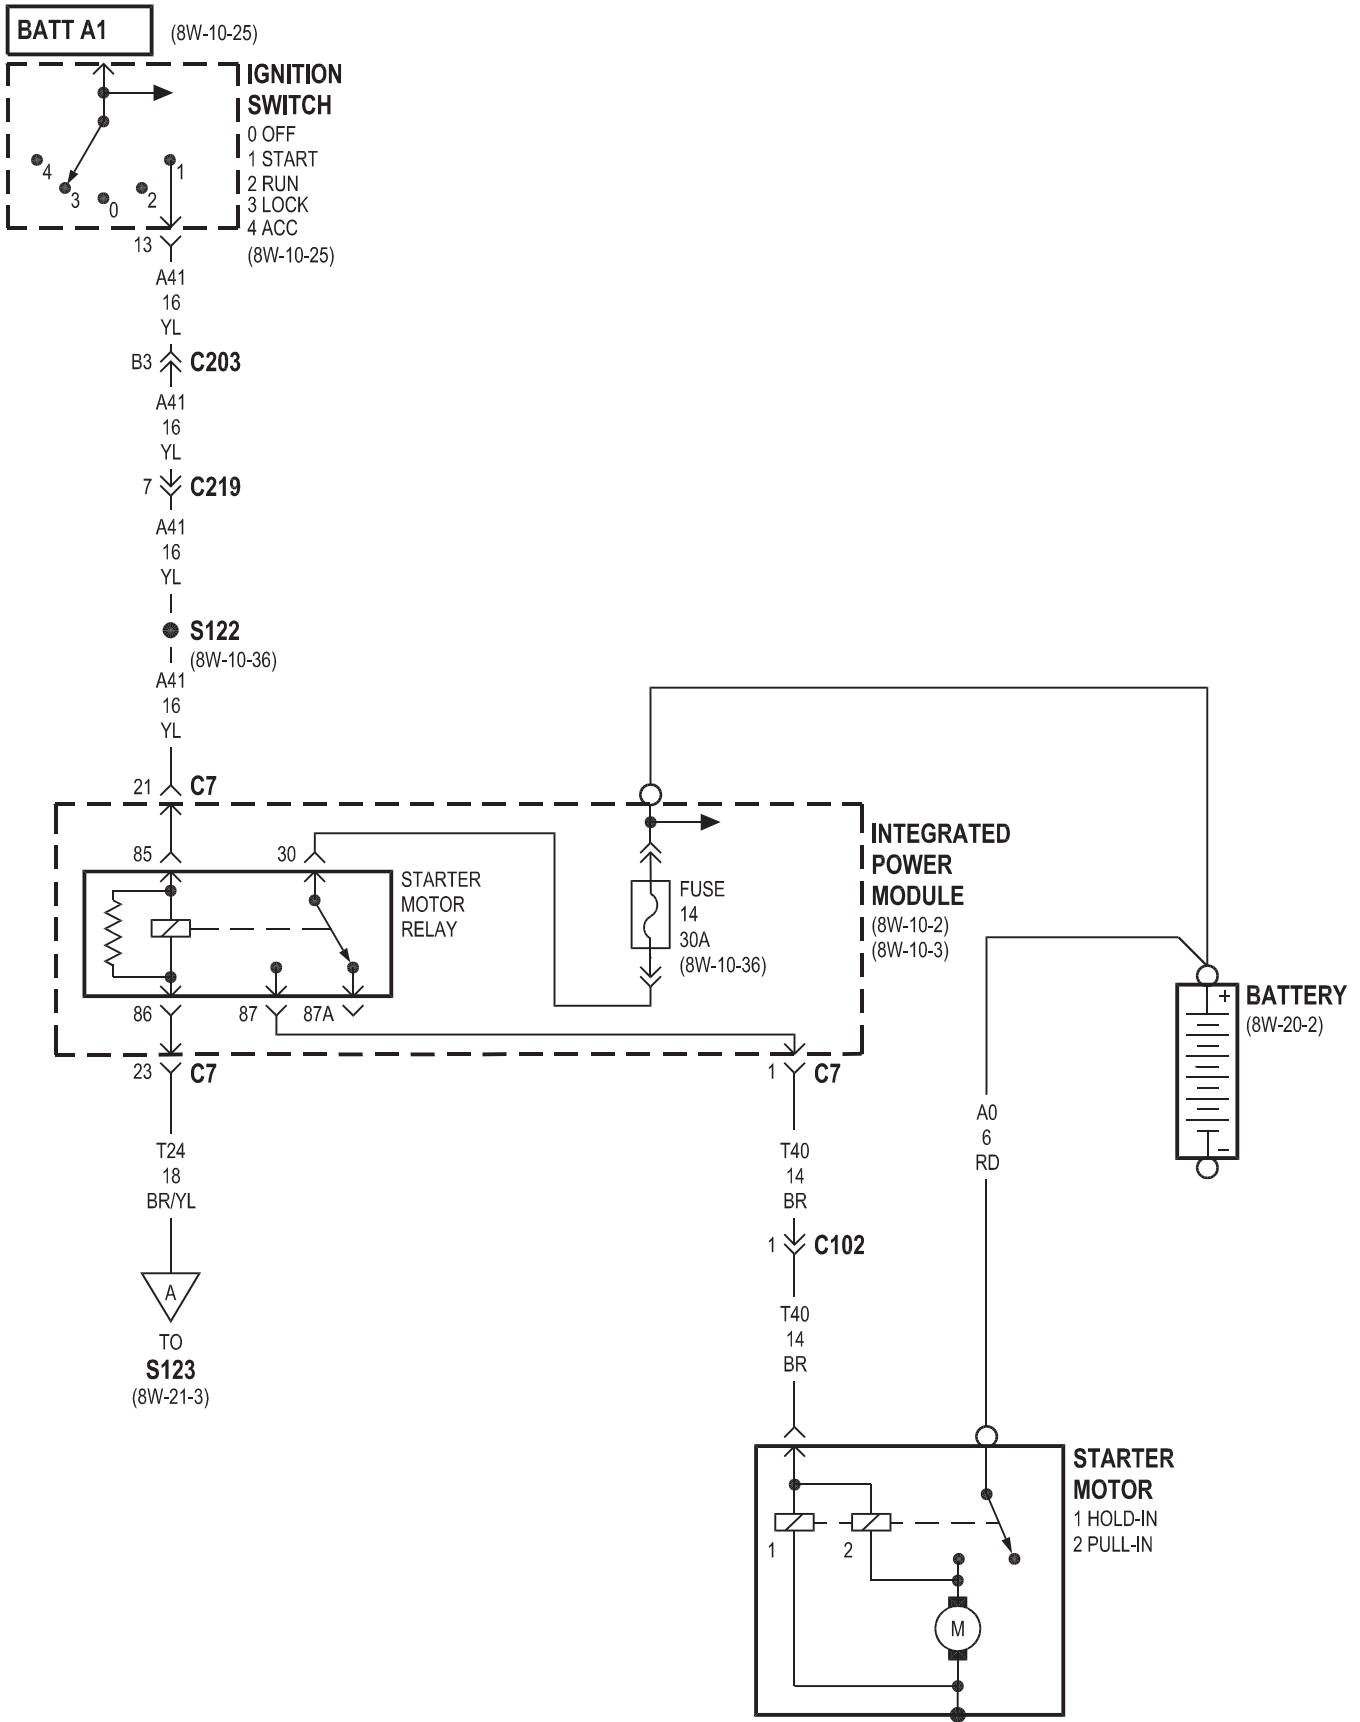 BATT A1 (8W-10-25)
IGNITION
SWITCH
0 OFF
1 START
2 RUN
3 LOCK
4 ACC
(8W-10-25)
4
3
0
2
1
13
A41
16
YL
B3 C203
A41
16
YL
7 C219
A41
16
YL
S122
(8W-10-36)
A41
16
YL
21 C7
85
30
STARTER
MOTOR
RELAY
FUSE
14
30A
(8W-10-36)
INTEGRATED
POWER
MODULE
(8W-10-2)
(8W-10-3)
86
87
87A
23 C7
1 C7
+
-
BATTERY
(8W-20-2)
T24
18
BR/YL
A
TO
S123
(8W-21-3)
T40
14
BR
1 C102
T40
14
BR
A0
6
RD
STARTER
MOTOR
1 HOLD-IN
2 PULL-IN
1
2
M